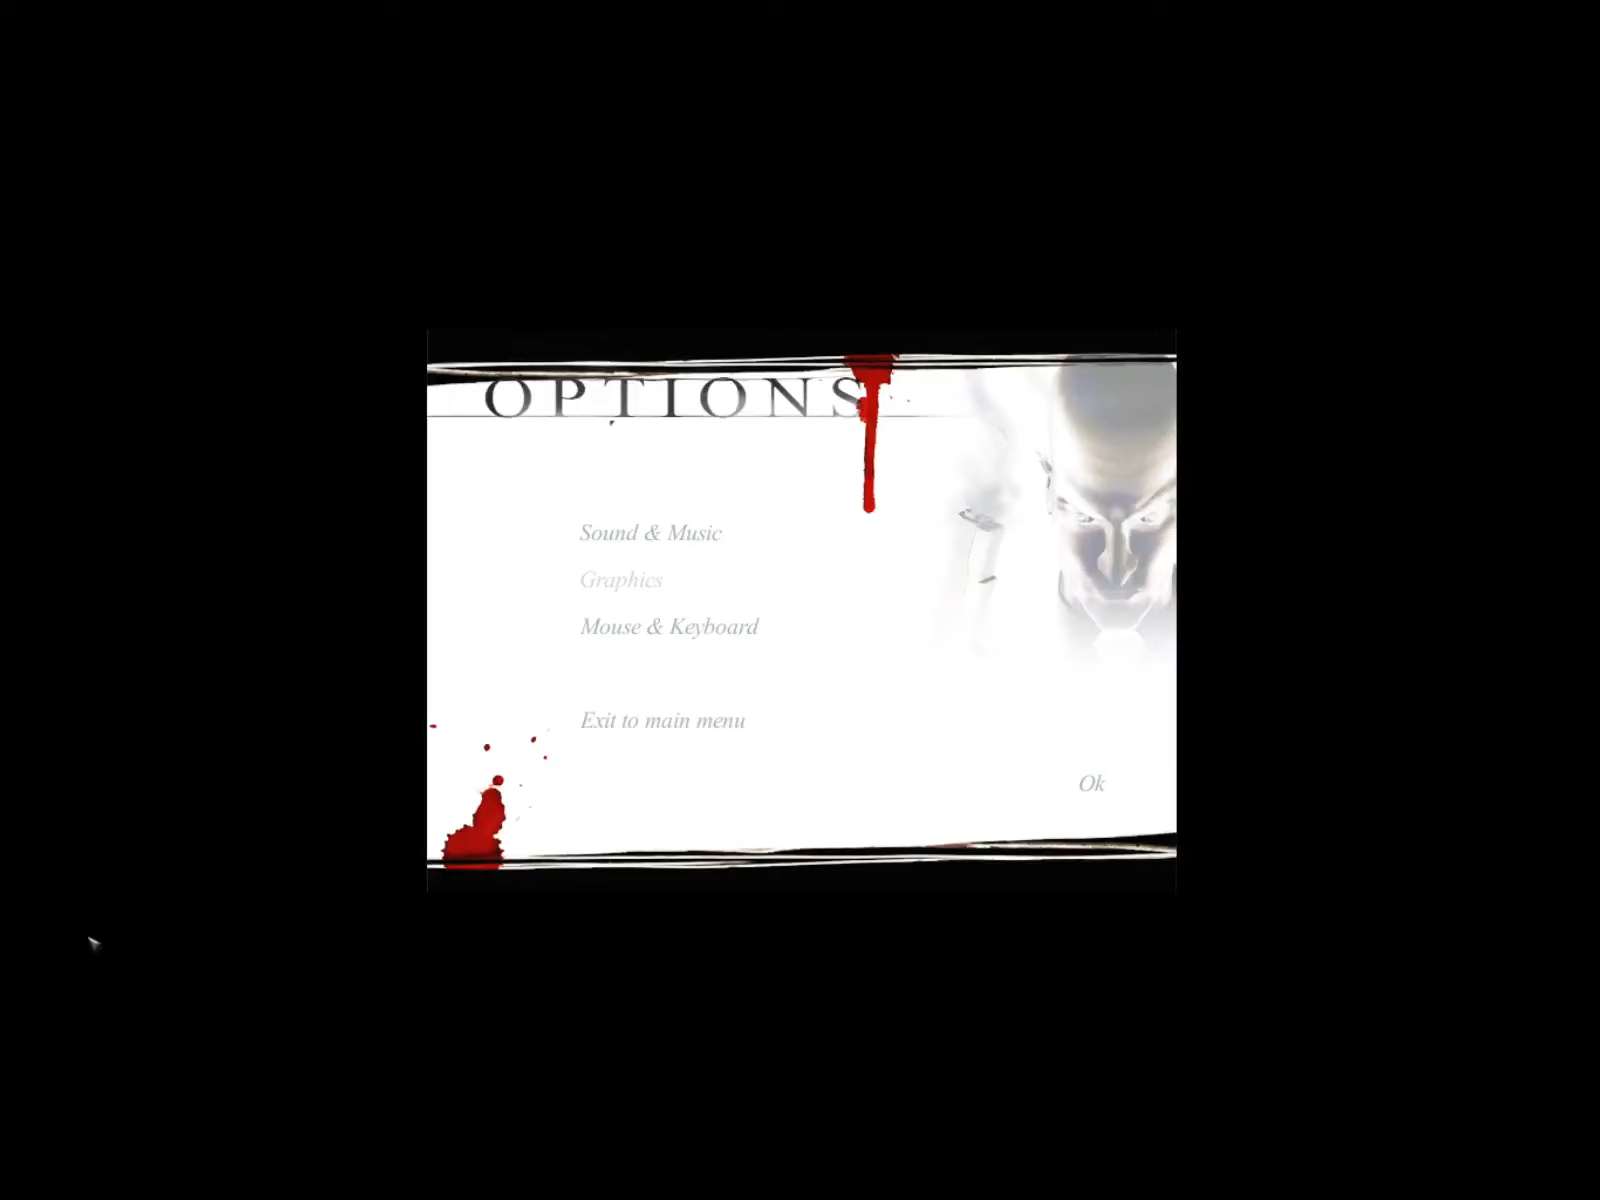 OPTIONS
Sound & Music
Graphics
Mouse & Keyboard
Exit to main menu
Ok